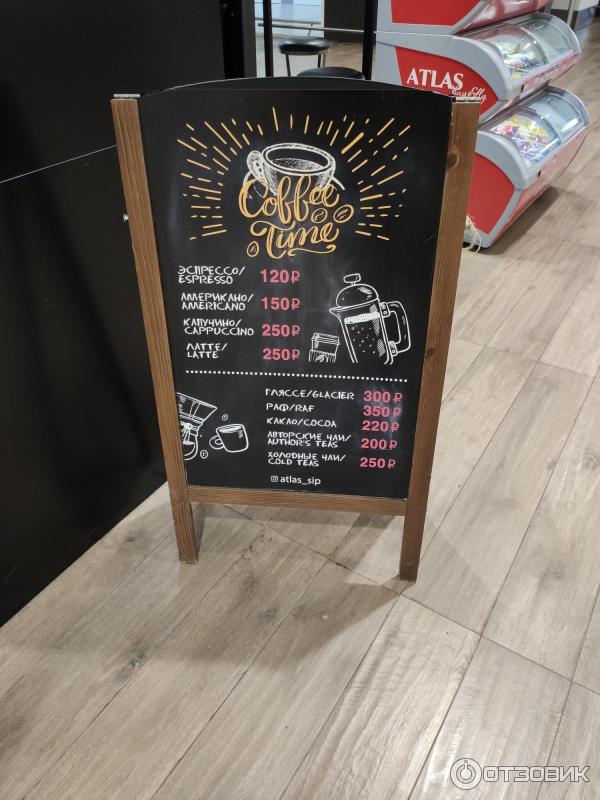 ATLAS
Coffee
Time
ЭСПРЕССО/
ESPRESSO 120₽
АМЕРИКАНО/
AMERICANO 150₽
КАПУЧИНО/
CAPPUCCINO 250₽
ЛАТТЕ/
LATTE 250₽
ГЛЯССЕ/GLACIER 300₽
РАФ/RAF 350₽
КАКАО/COCOA 220₽
АВТОРСКИЕ ЧАИ/
AUTHOR'S TEAS 200₽
ХОЛОДНЫЕ ЧАИ/
COLD TEAS 250₽
atlas_sip
ОТЗОВИК